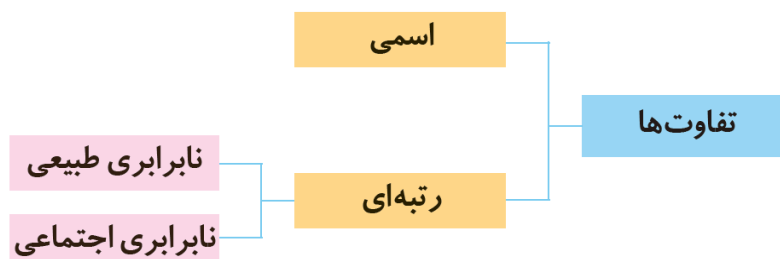 تفاوت‌ها
اسمی
رتبه‌ای
نابرابری طبیعی
نابرابری اجتماعی